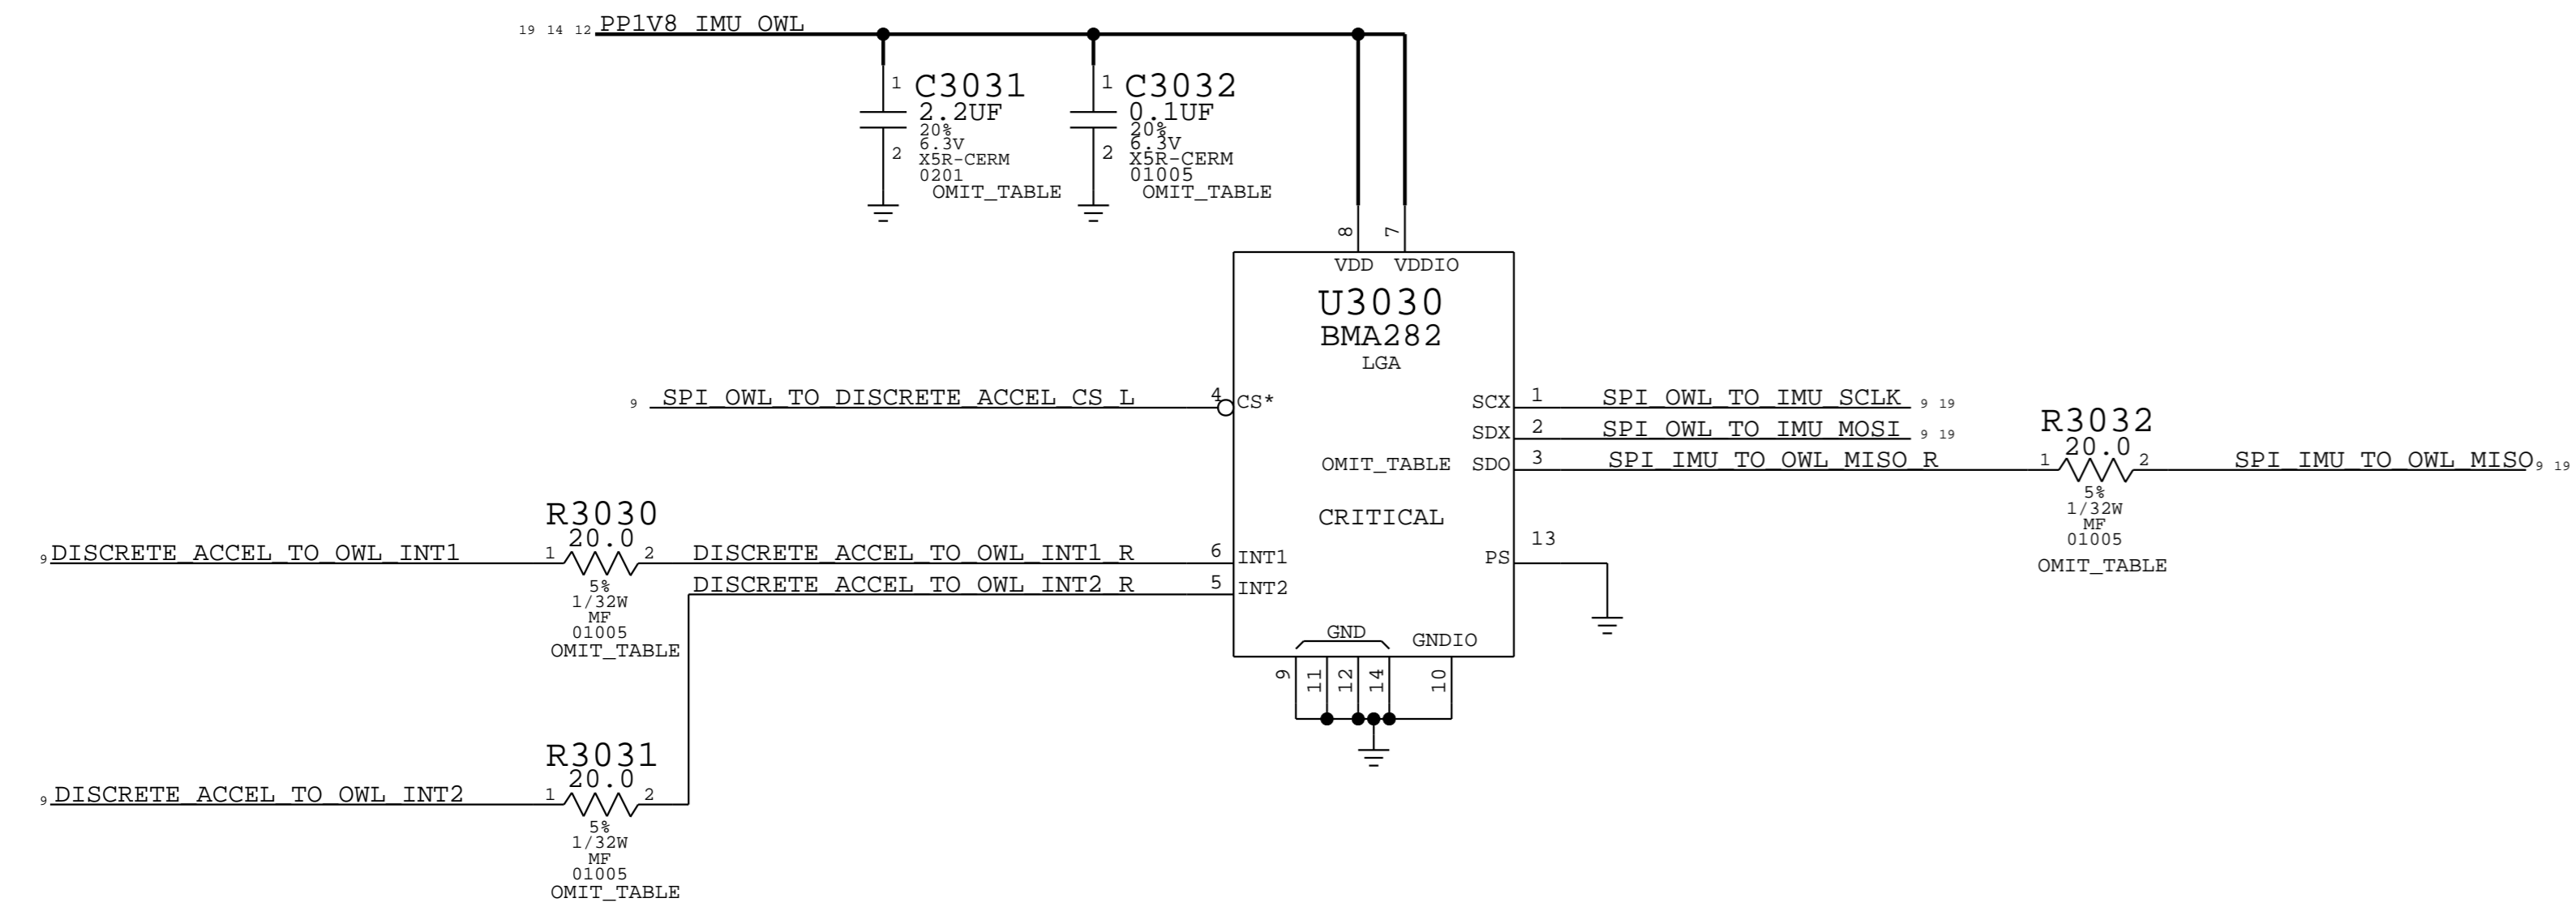 19 14 12 PP1V8_IMU_OWL
1 C3031
2.2UF
20%
6.3V
2 X5R-CERM
0201
OMIT_TABLE
1 C3032
0.1UF
20%
6.3V
2 X5R-CERM
01005
OMIT_TABLE
8 7
VDD VDDIO
U3030
BMA282
LGA
9 SPI_OWL_TO_DISCRETE_ACCEL_CS_L 4 CS*
SCX 1 SPI_OWL_TO_IMU_SCLK 9 19
SDX 2 SPI_OWL_TO_IMU_MOSI 9 19
OMIT_TABLE SDO 3 SPI_IMU_TO_OWL_MISO_R
R3032
20.0
1 2 SPI_IMU_TO_OWL_MISO 9 19
5%
1/32W
MF
01005
OMIT_TABLE
CRITICAL
13
PS
R3030
20.0
9 DISCRETE_ACCEL_TO_OWL_INT1 1 2 DISCRETE_ACCEL_TO_OWL_INT1_R 6 INT1
5%
1/32W
MF
01005
OMIT_TABLE
DISCRETE_ACCEL_TO_OWL_INT2_R 5 INT2
GND GNDIO
9 11 12 14 10
R3031
20.0
9 DISCRETE_ACCEL_TO_OWL_INT2 1 2
5%
1/32W
MF
01005
OMIT_TABLE